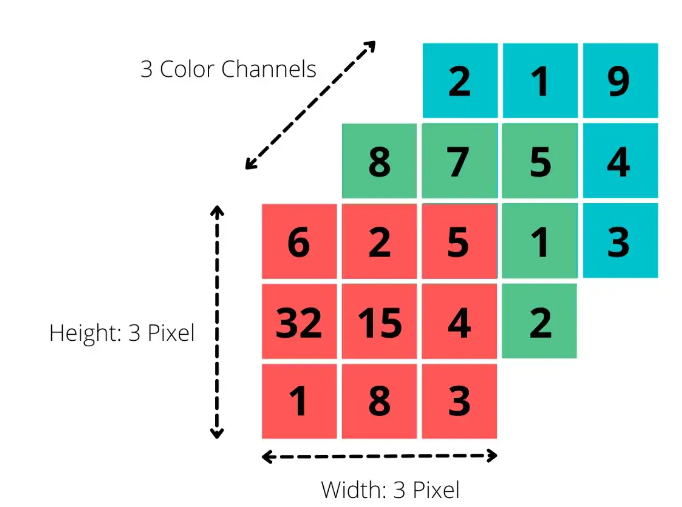 3 Color Channels
2 1 9
8 7 5 4
6 2 5 1 3
Height: 3 Pixel
32 15 4 2
1 8 3
Width: 3 Pixel